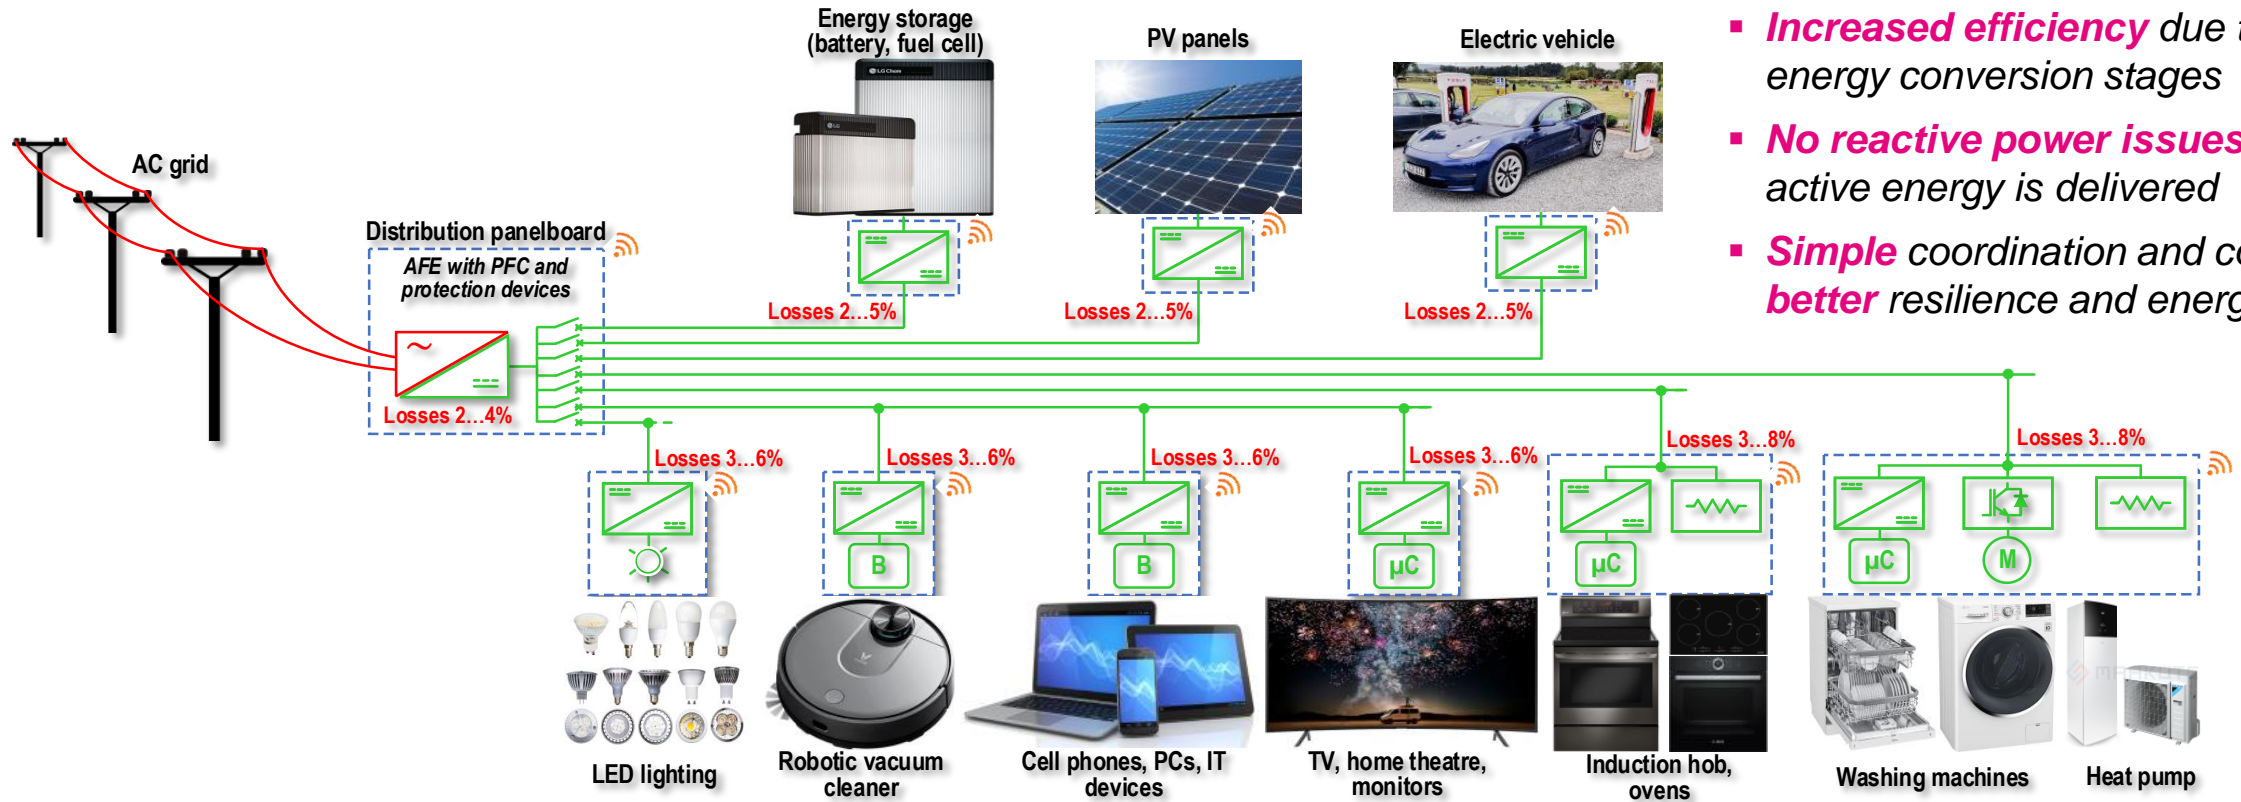 Energy storage
(battery, fuel cell)
PV panels
Electric vehicle
▪ Increased efficiency due
energy conversion stages
▪ No reactive power issues
active energy is delivered
▪ Simple coordination and
better resilience and
AC grid
LG Chem
LG
TESLA
Distribution panelboard
AFE with PFC and
protection devices
Losses 2...4%
Losses 2...5%
Losses 2...5%
Losses 2...5%
Losses 3...6%
Losses 3...6%
Losses 3...6%
Losses 3...6%
Losses 3...8%
Losses 3...8%
B
B
µC
µC
µC
M
LED lighting
Robotic vacuum
cleaner
Cell phones, PCs, IT
devices
TV, home theatre,
monitors
Induction hob,
ovens
Washing machines
Heat pump